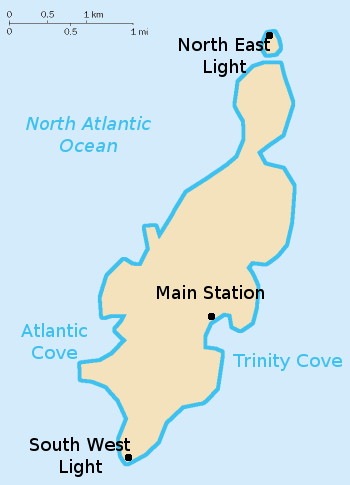 0 0.5 1 km
0 0.5 1 mi
North East
Light
North Atlantic
Ocean
Main Station
Atlantic
Cove
Trinity Cove
South West
Light